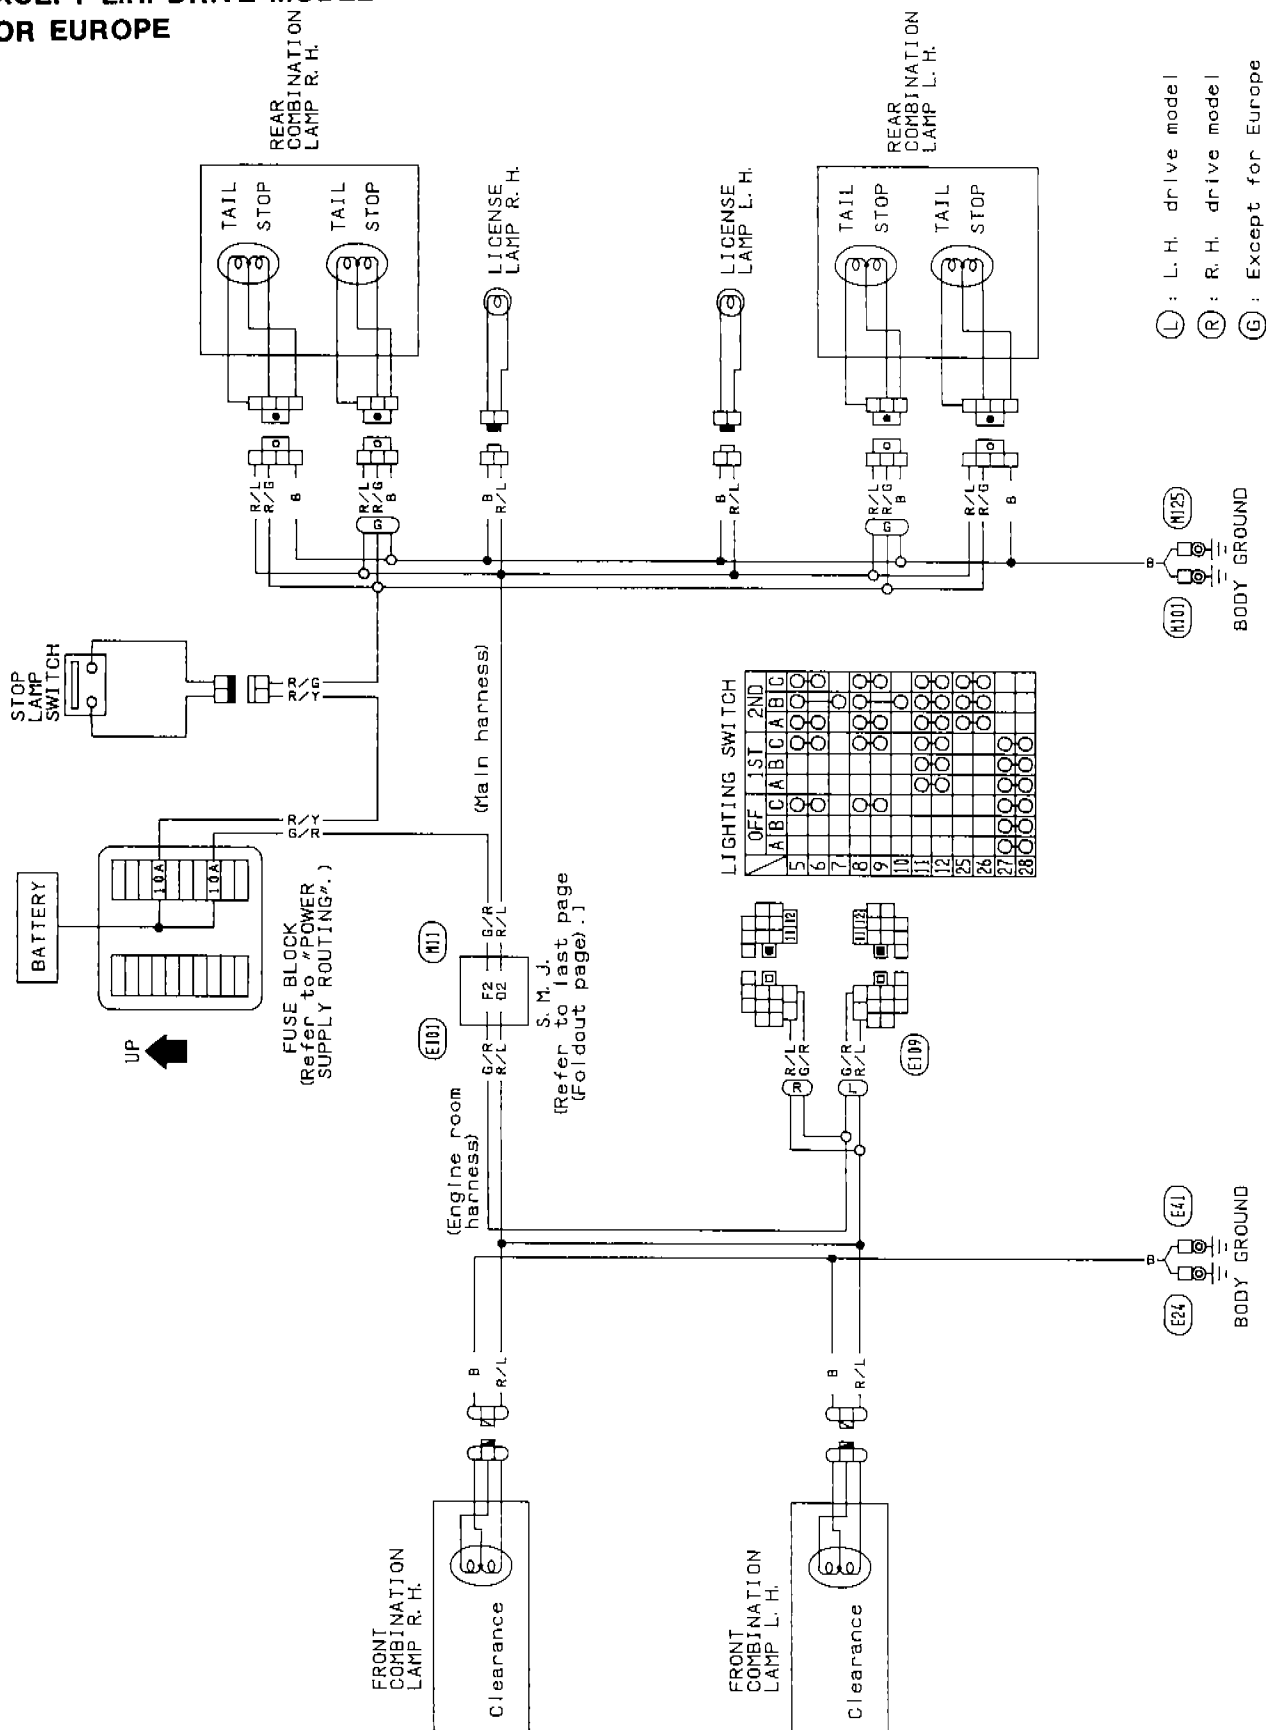 OR EUROPE
REAR
COMBINATION
LAMP R. H.
TAIL
STOP
TAIL
STOP
LICENSE
LAMP R. H.
LICENSE
LAMP L. H.
REAR
COMBINATION
LAMP L. H.
TAIL
STOP
TAIL
STOP
L : L. H. drive model
R : R. H. drive model
G : Except for Europe
R/L
R/G
B
R/L
R/G
B
G
B
R/L
B
R/L
R/L
R/G
B
G
R/L
R/G
B
B
M101
M125
BODY GROUND
STOP
LAMP
SWITCH
R/G
R/Y
(Main harness)
BATTERY
10A
10A
R/Y
G/R
UP
FUSE BLOCK
(Refer to "POWER
SUPPLY ROUTING".)
E101
M11
G/R
R/L
F2
O2
G/R
R/L
S. M. J.
(Refer to last page
(Foldout page).)
(Engine room
harness)
LIGHTING SWITCH
OFF 1ST 2ND
A B C A B C A B C
5
6
7
8
9
10
11
12
25
26
27
28
11 12
11 12
R/L
G/R
R
G/R
R/L
L
E109
B
E24
E41
BODY GROUND
B
R/L
B
R/L
FRONT
COMBINATION
LAMP R. H.
Clearance
FRONT
COMBINATION
LAMP L. H.
Clearance